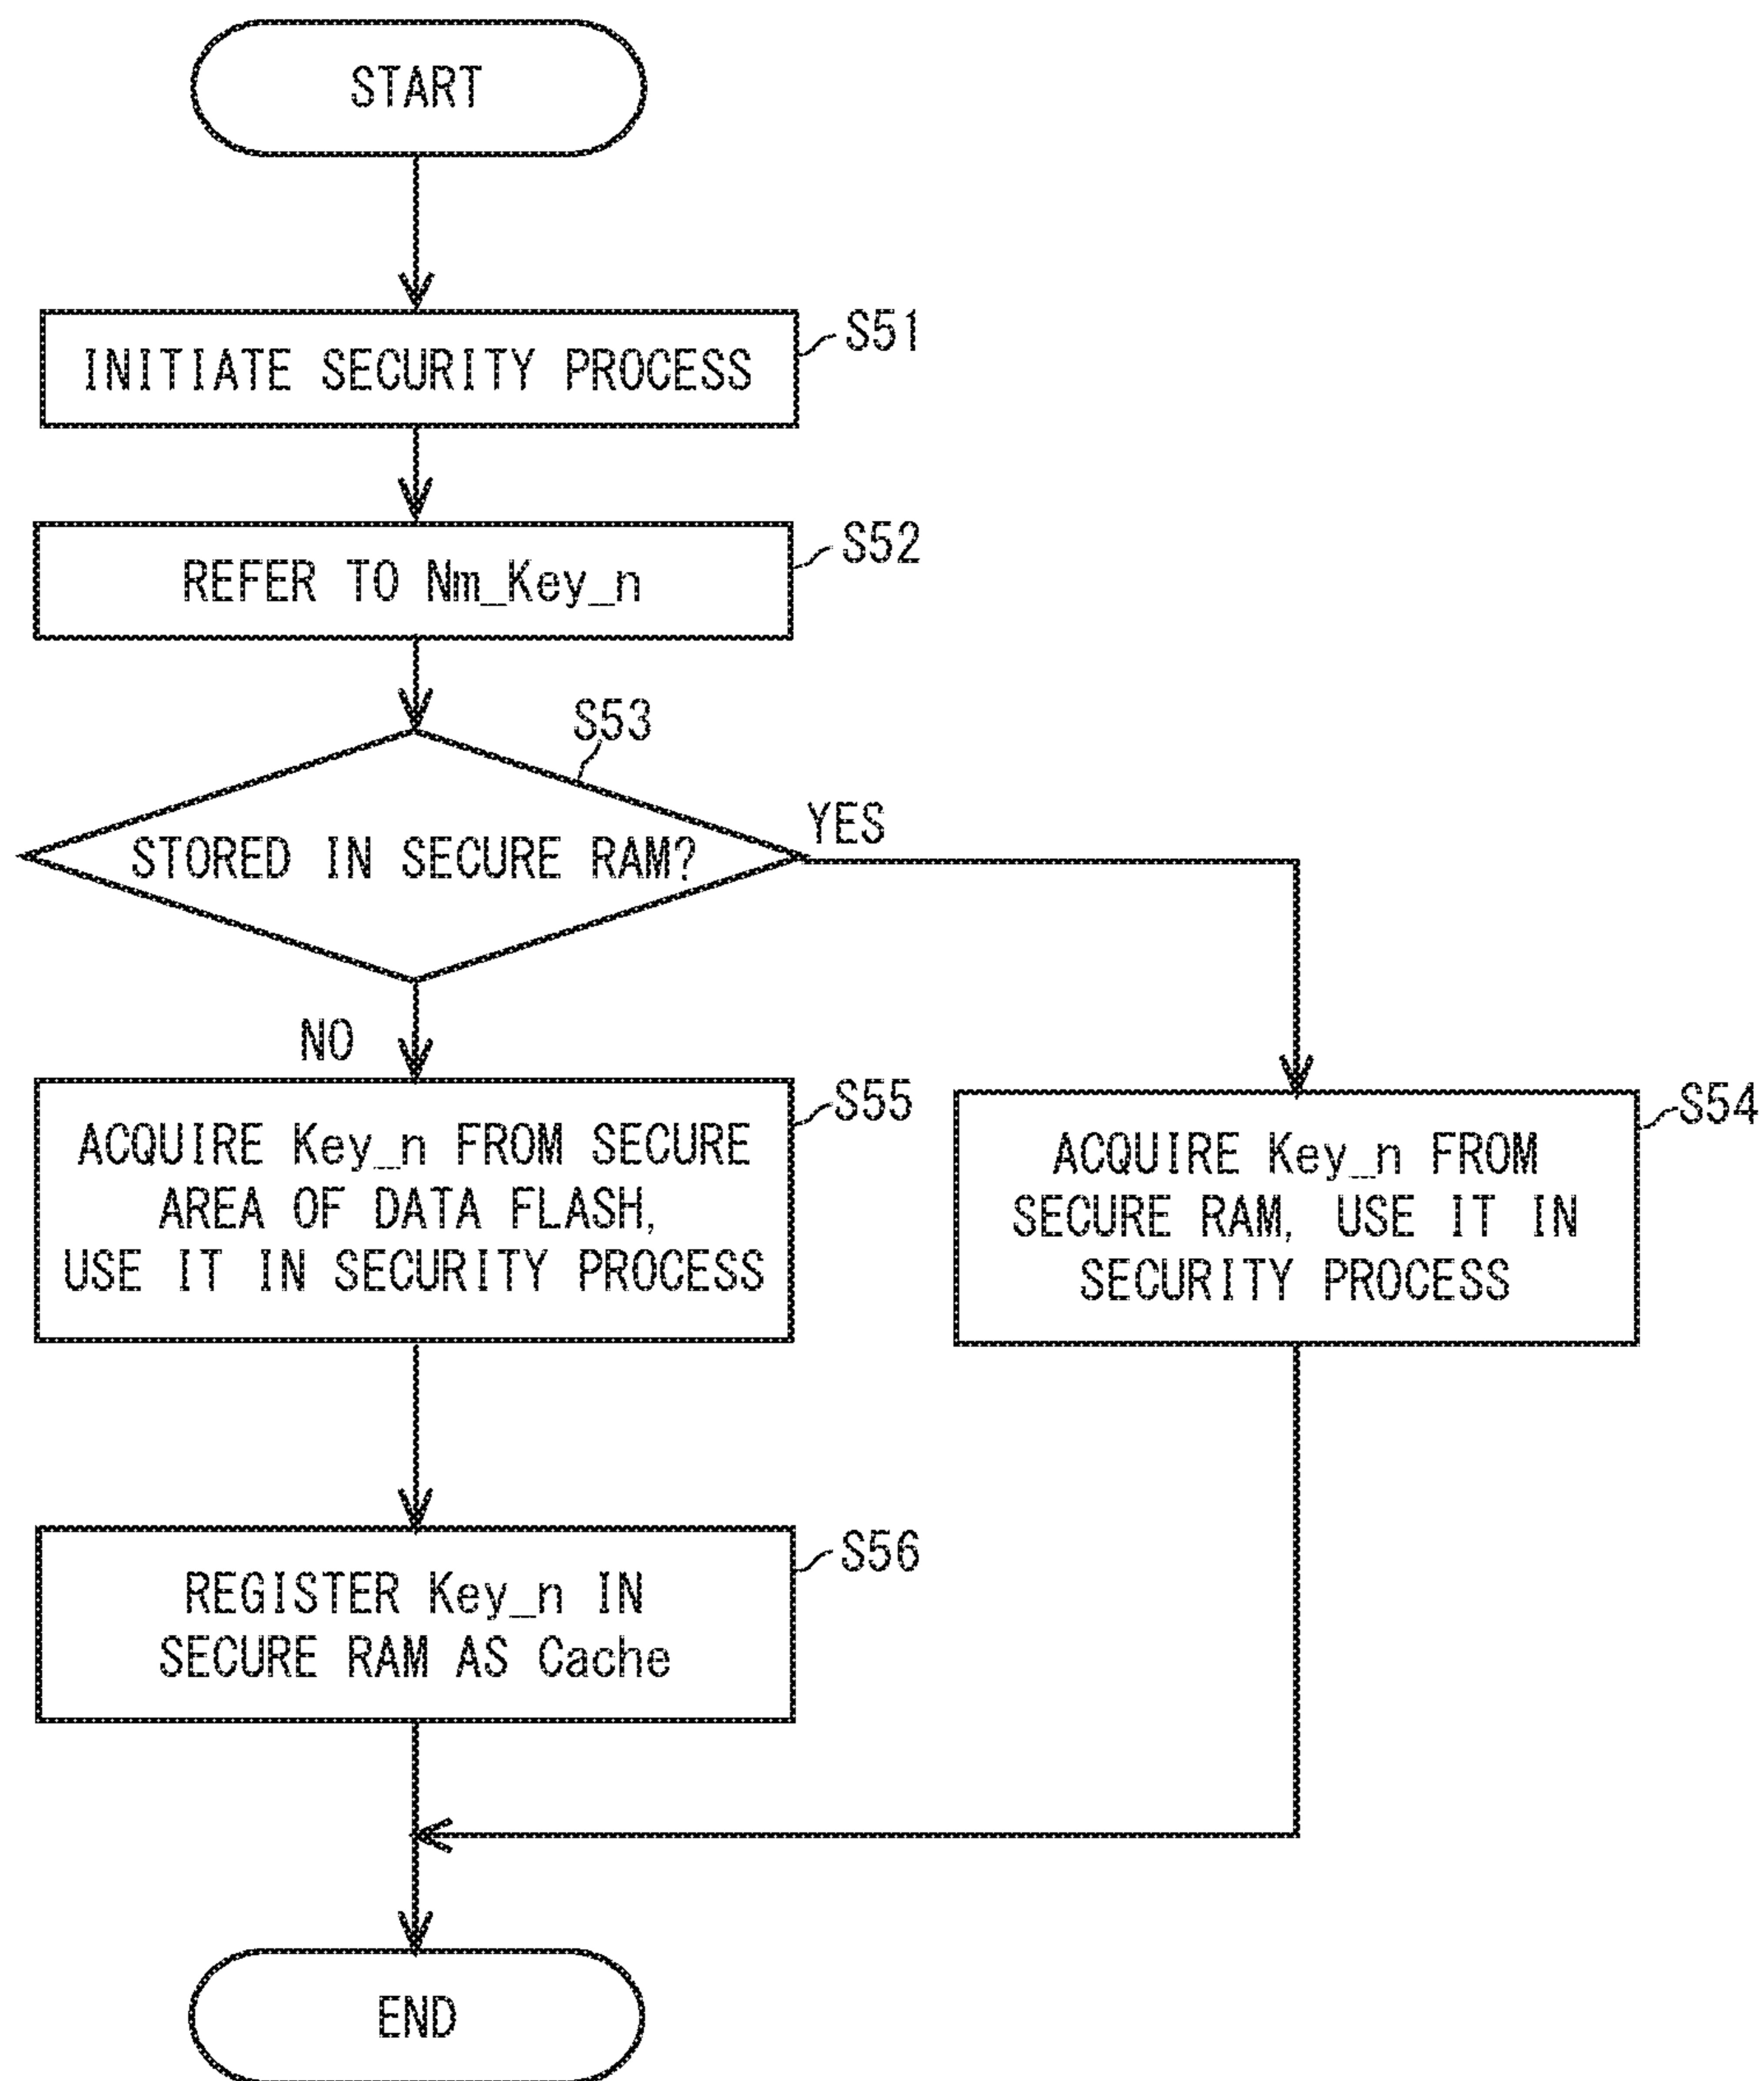 START
INITIATE SECURITY PROCESS
S51
REFER TO Nm_Key_n
S52
S53
STORED IN SECURE RAM?
YES
NO
ACQUIRE Key_n FROM SECURE
AREA OF DATA FLASH,
USE IT IN SECURITY PROCESS
S55
ACQUIRE Key_n FROM
SECURE RAM, USE IT IN
SECURITY PROCESS
S54
REGISTER Key_n IN
SECURE RAM AS Cache
S56
END